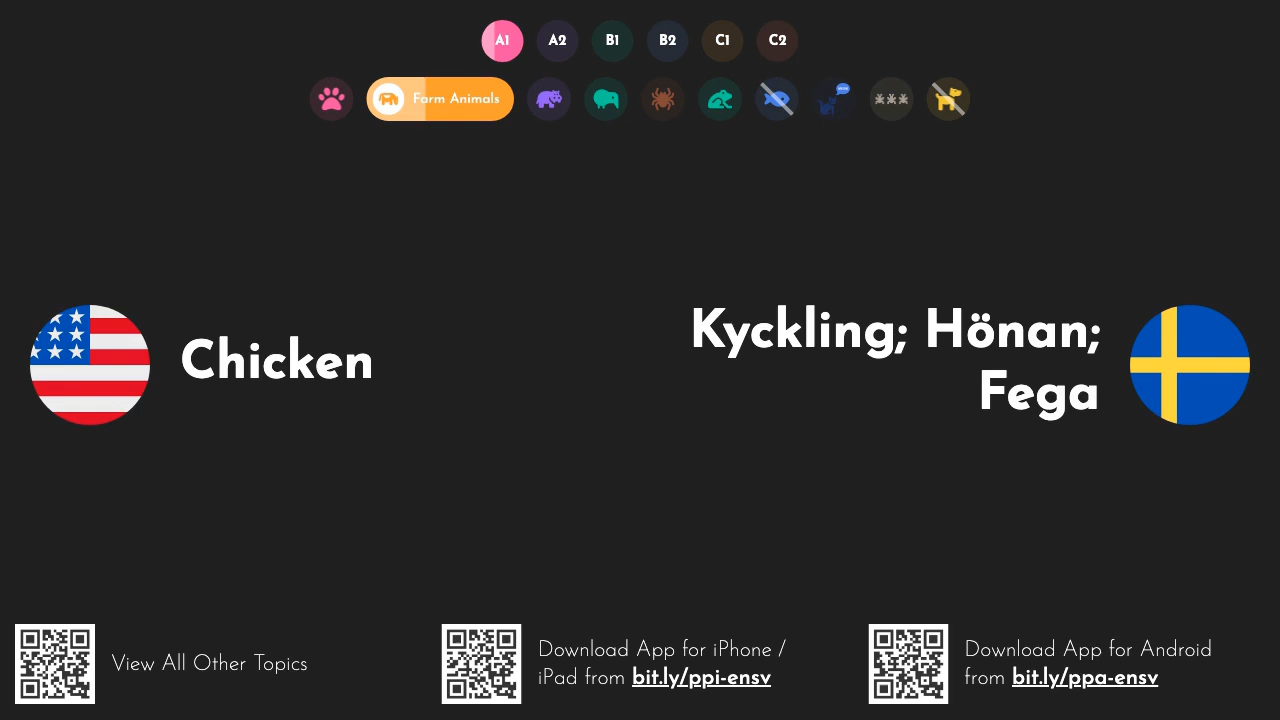 A1 A2 B1 B2 C1 C2
Farm Animals
Chicken
Kyckling; Hönan;
Fega
View All Other Topics
Download App for iPhone /
iPad from bit.ly/ppi-ensv
Download App for Android
from bit.ly/ppa-ensv